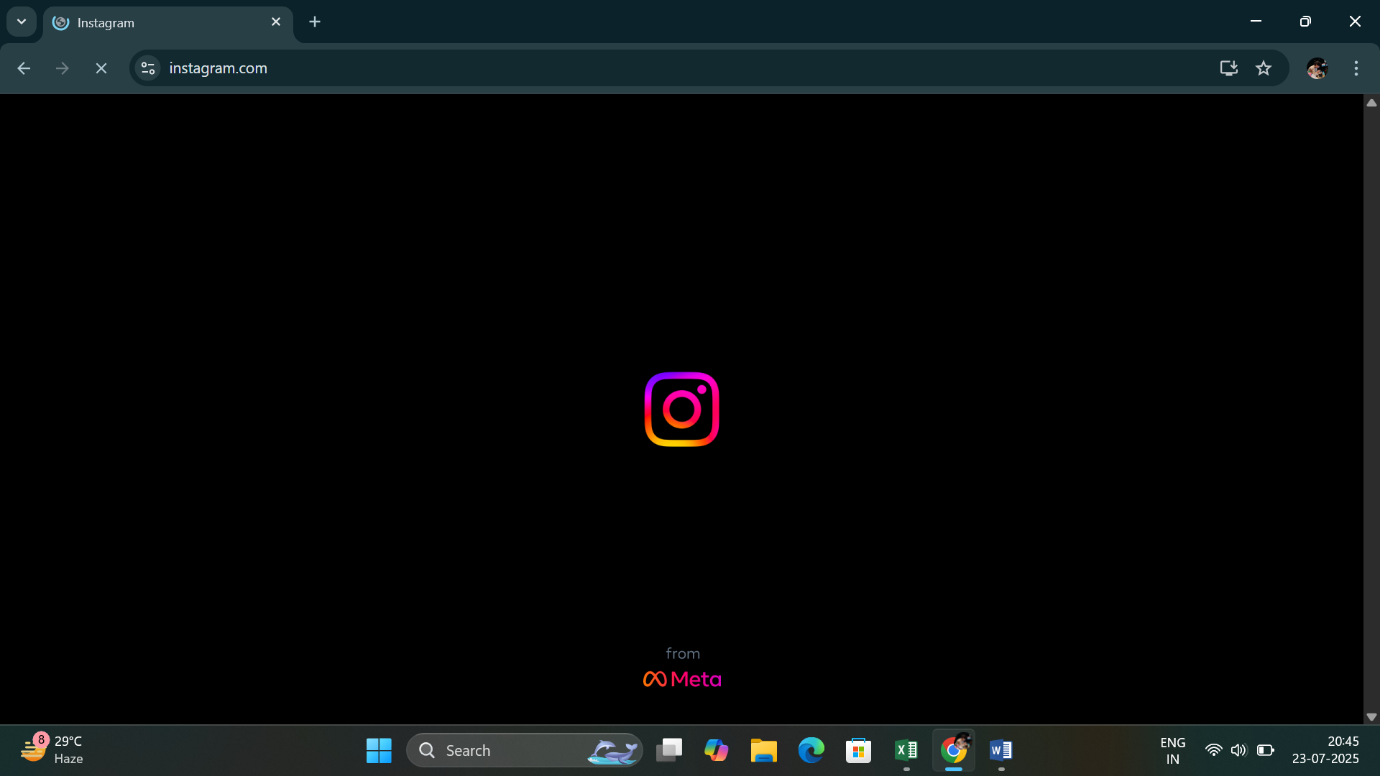 Instagram
instagram.com
from
Meta
8
29°C
Haze
Search
ENG
IN
20:45
23-07-2025